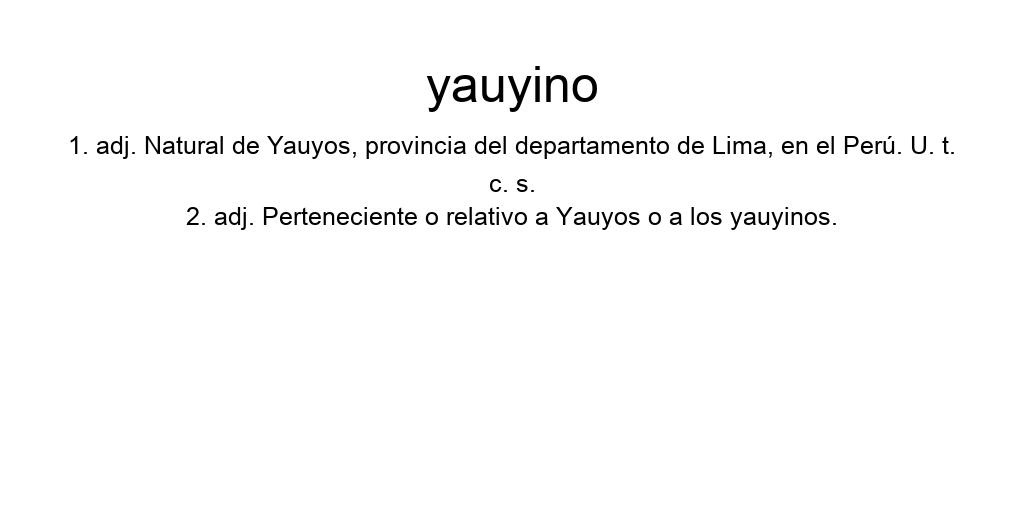 yauyino
1. adj. Natural de Yauyos, provincia del departamento de Lima, en el Perú. U. t.
c. s.
2. adj. Perteneciente o relativo a Yauyos o a los yauyinos.